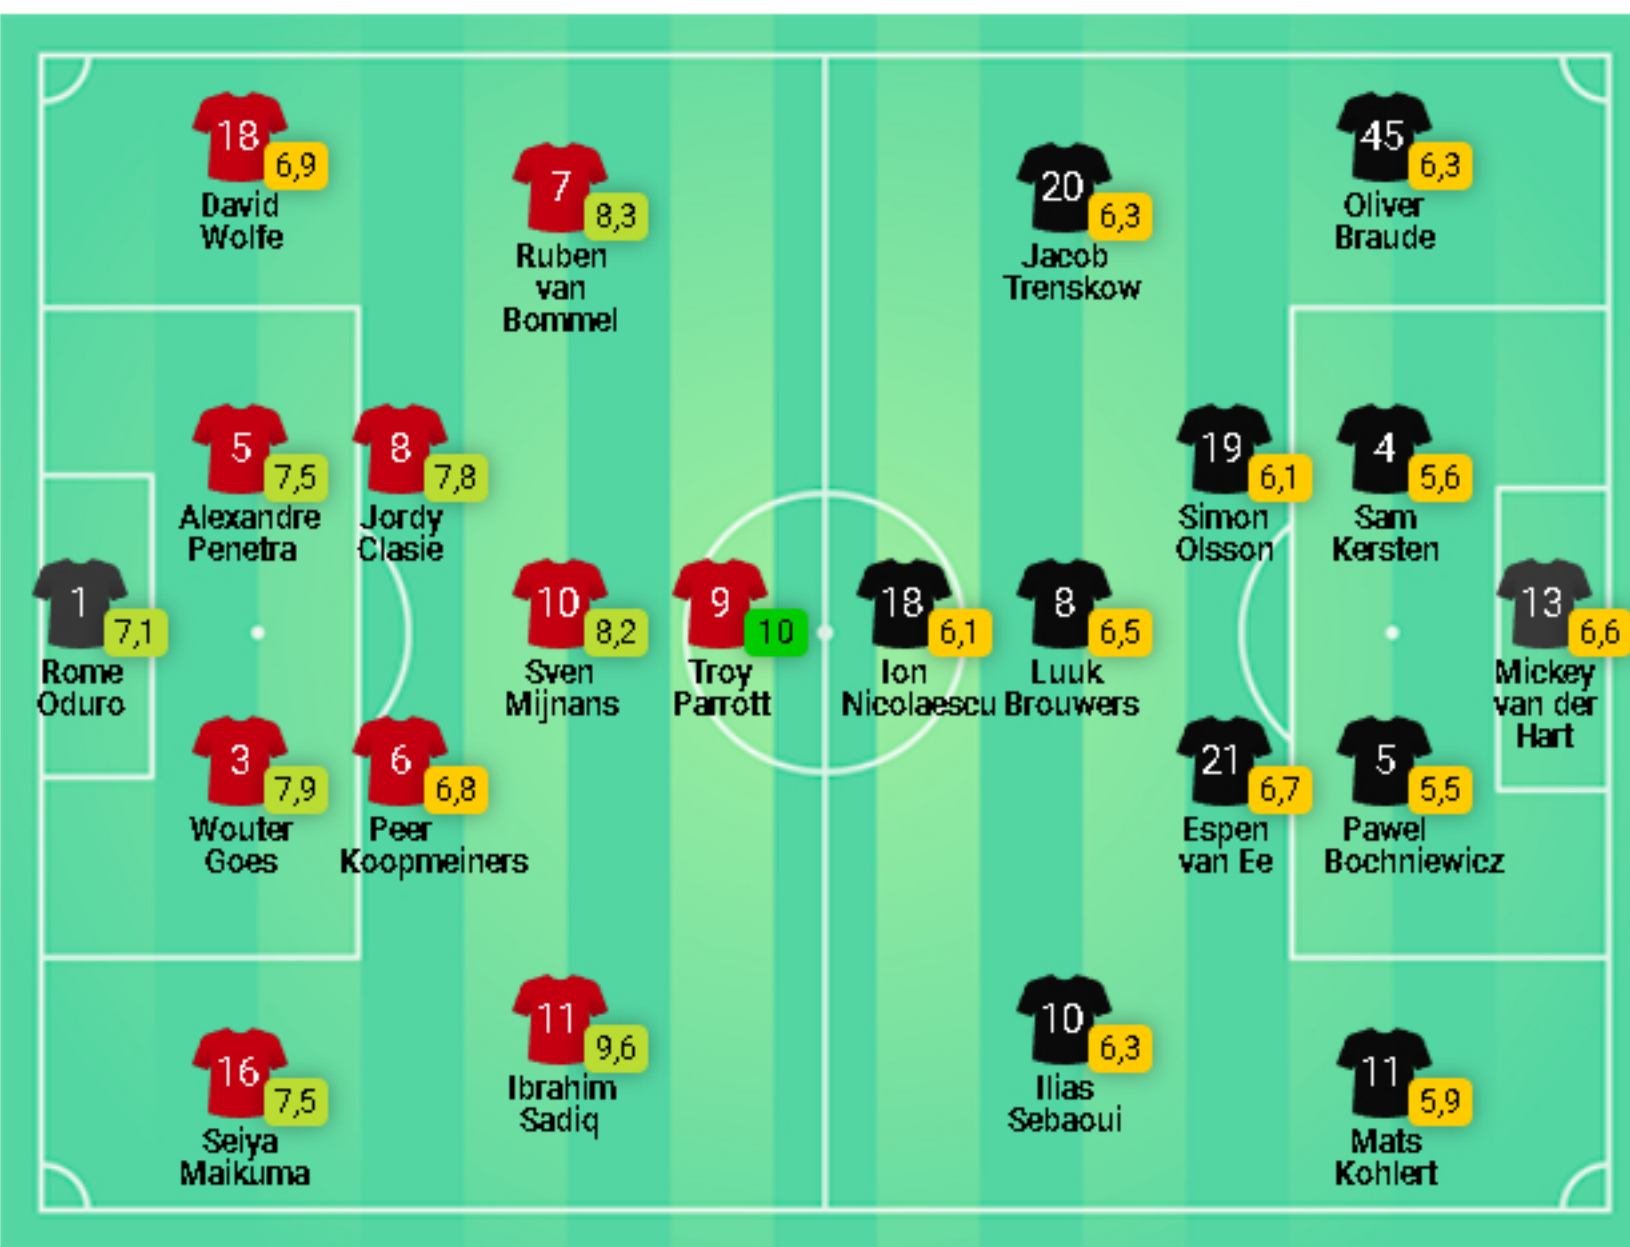 18
6,9
David
Wolfe
7
8,3
Ruben
van
Bommel
5
7,5
Alexandre
Penetra
8
7,8
Jordy
Clasie
1
7,1
Rome
Oduro
10
8,2
Sven
Mijnans
9
10
Troy
Parrott
3
7,9
Wouter
Goes
6
6,8
Peer
Koopmeiners
16
7,5
Seiya
Maikuma
11
9,6
Ibrahim
Sadiq
20
6,3
Jacob
Trenskow
45
6,3
Oliver
Braude
19
6,1
Simon
Olsson
4
5,6
Sam
Kersten
18
6,1
Ion
Nicolaescu
8
6,5
Luuk
Brouwers
13
6,6
Mickey
van der
Hart
21
6,7
Espen
van Ee
5
5,5
Pawel
Bochniewicz
10
6,3
Ilias
Sebaoui
11
5,9
Mats
Kohlert